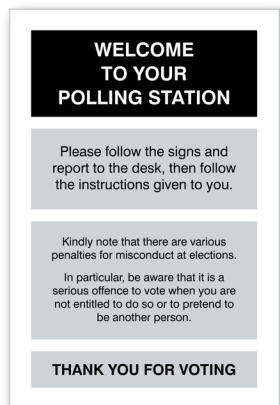 WELCOME
TO YOUR
POLLING STATION
Please follow the signs and
report to the desk, then follow
the instructions given to you.
Kindly note that there are various
penalties for misconduct at elections.
In particular, be aware that it is a
serious offence to vote when you are
not entitled to do so or to pretend to
be another person.
THANK YOU FOR VOTING